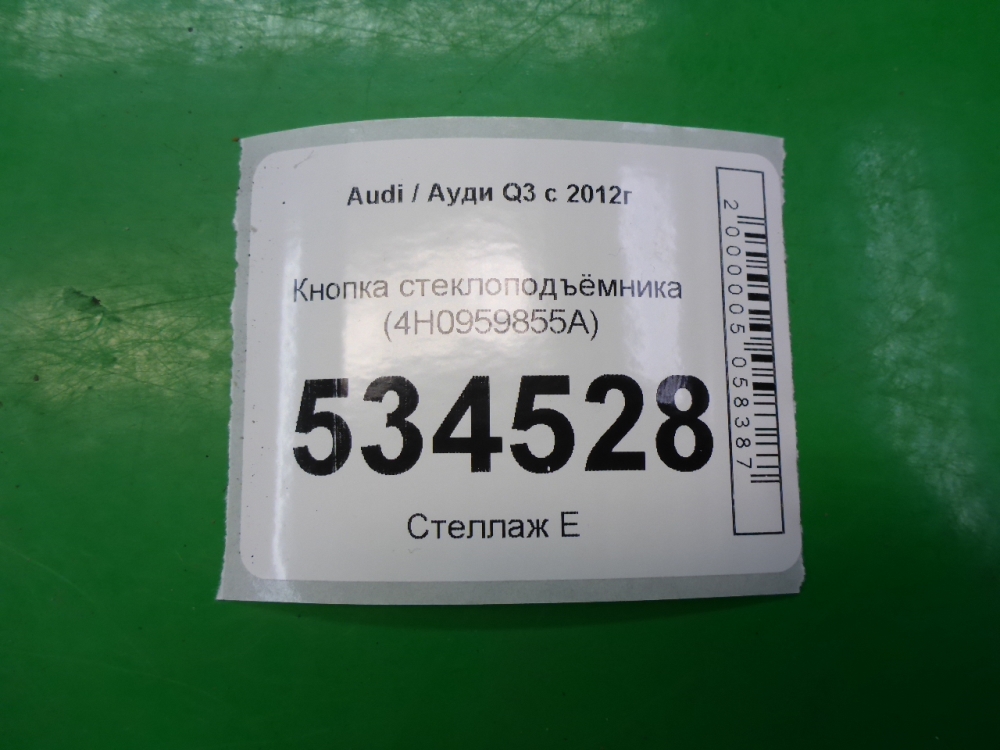 Audi / Ауди Q3 с 2012г
Кнопка стеклоподъёмника
(4H0959855A)
534528
Стеллаж Е
2000005058387